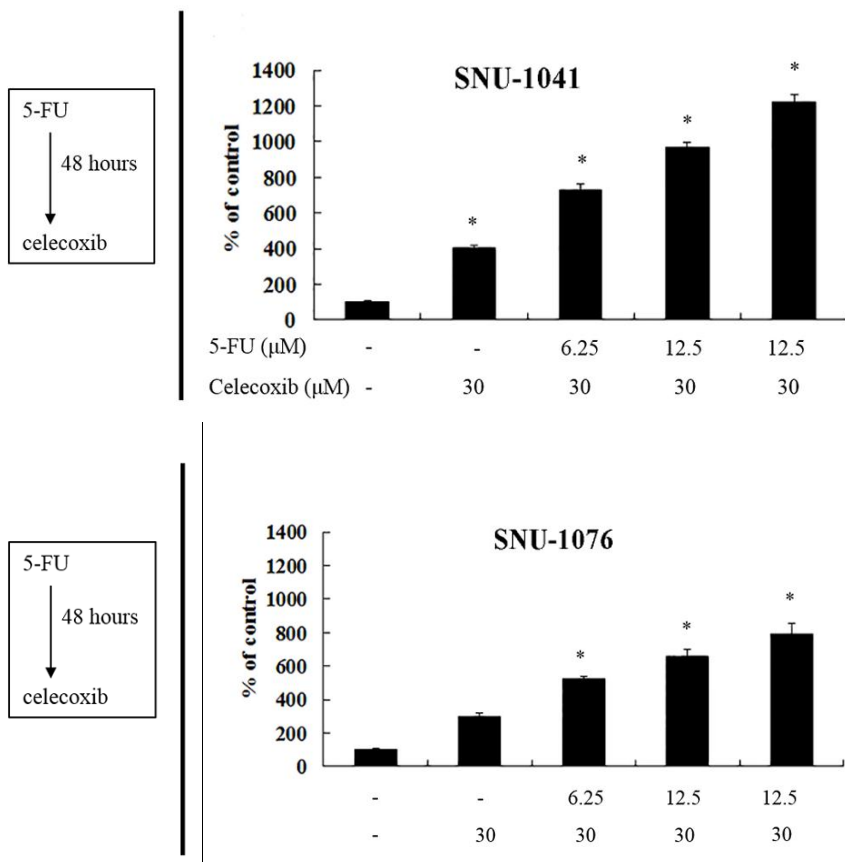 SNU-1041
5-FU
48 hours
celecoxib
% of control
1400
1200
1000
800
600
400
200
0
*
*
*
*
5-FU (μM) - - 6.25 12.5 12.5
Celecoxib (μM) - 30 30 30 30
SNU-1076
5-FU
48 hours
celecoxib
% of control
1400
1200
1000
800
600
400
200
0
*
*
*
- - 6.25 12.5 12.5
- 30 30 30 30